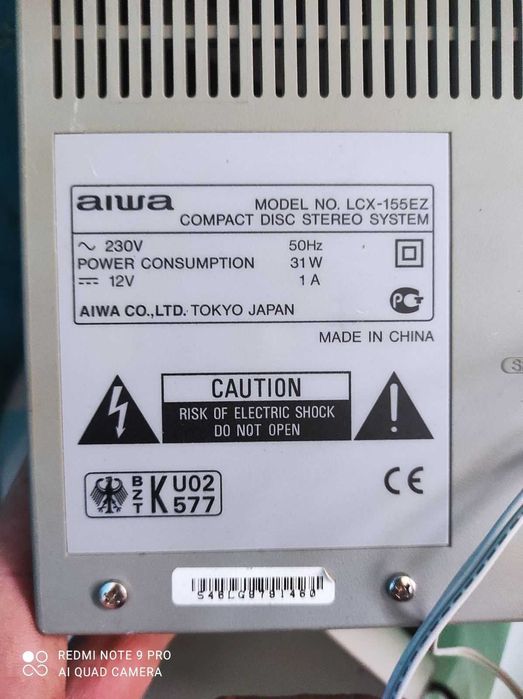 aiwa
MODEL NO. LCX-155EZ
COMPACT DISC STEREO SYSTEM
~ 230V 50Hz
POWER CONSUMPTION 31W
⎓ 12V 1 A
AIWA CO.,LTD. TOKYO JAPAN
MADE IN CHINA
CAUTION
RISK OF ELECTRIC SHOCK
DO NOT OPEN
BZT K U02 577
CE
REDMI NOTE 9 PRO
AI QUAD CAMERA